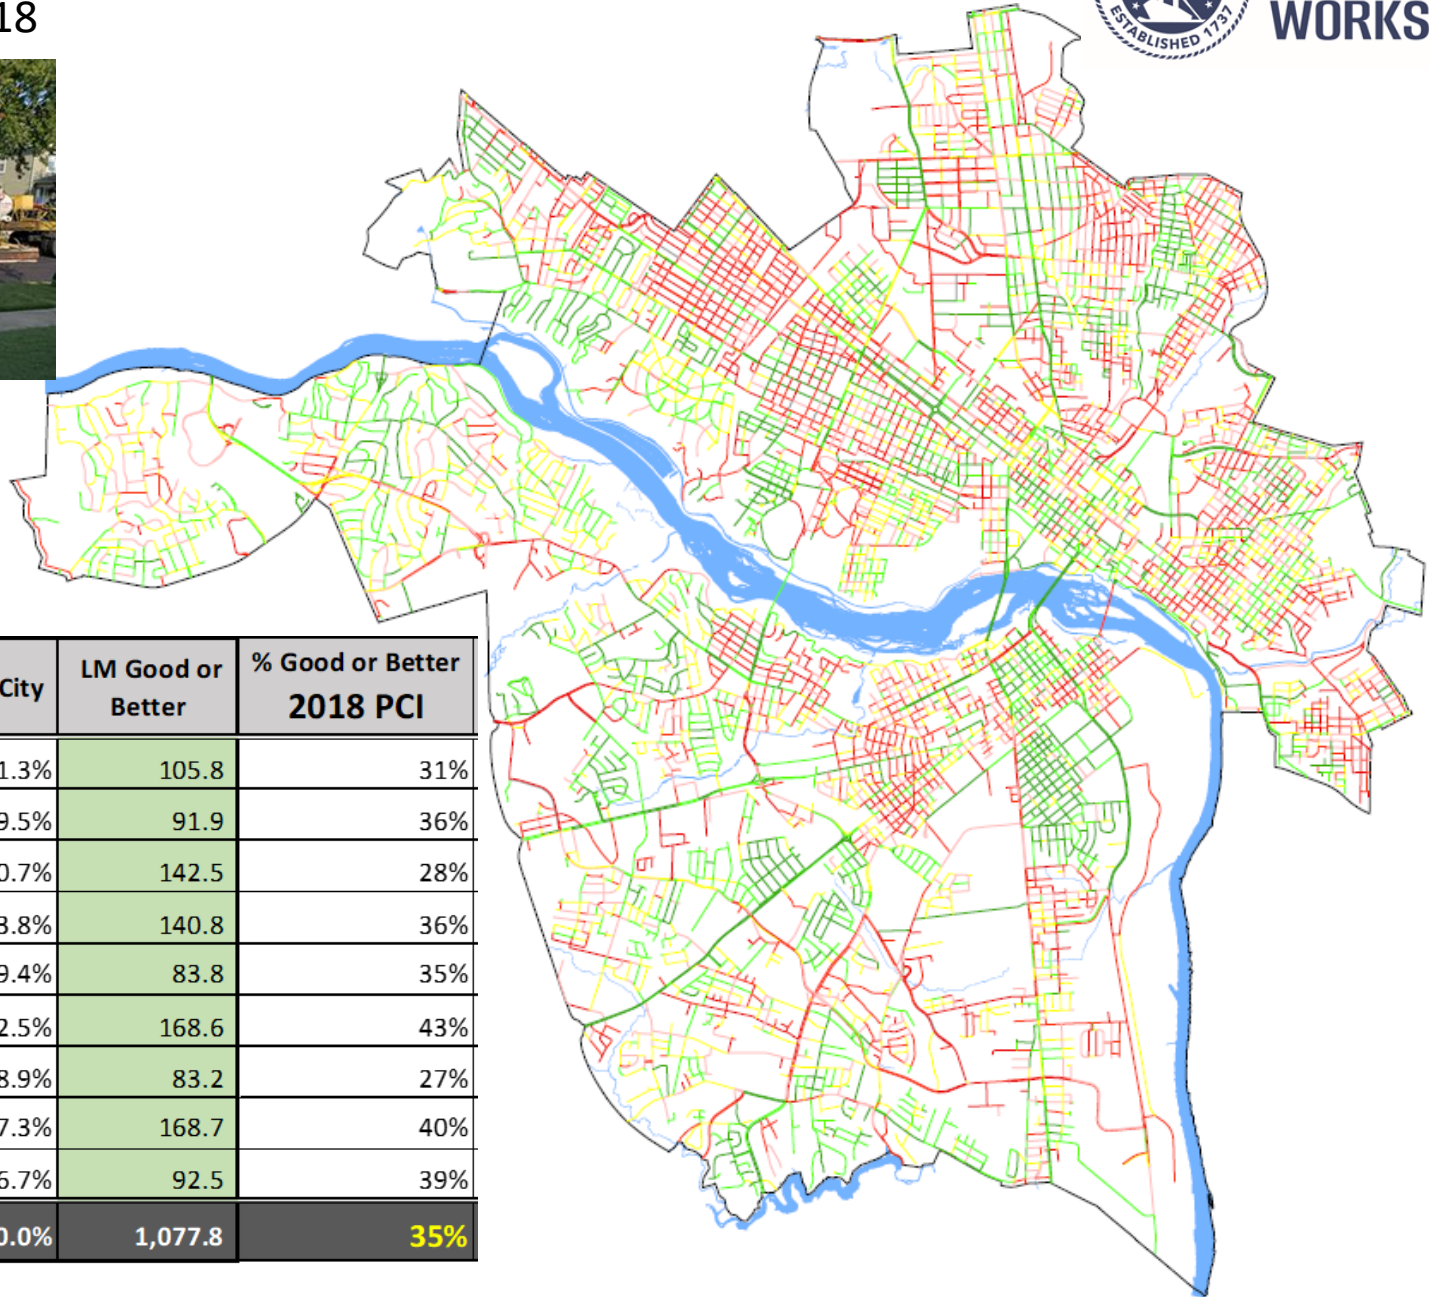 18
ESTABLISHED 1737
WORKS
City LM Good or Better % Good or Better 2018 PCI
1.3% 105.8 31%
9.5% 91.9 36%
0.7% 142.5 28%
3.8% 140.8 36%
9.4% 83.8 35%
2.5% 168.6 43%
8.9% 83.2 27%
7.3% 168.7 40%
6.7% 92.5 39%
0.0% 1,077.8 35%